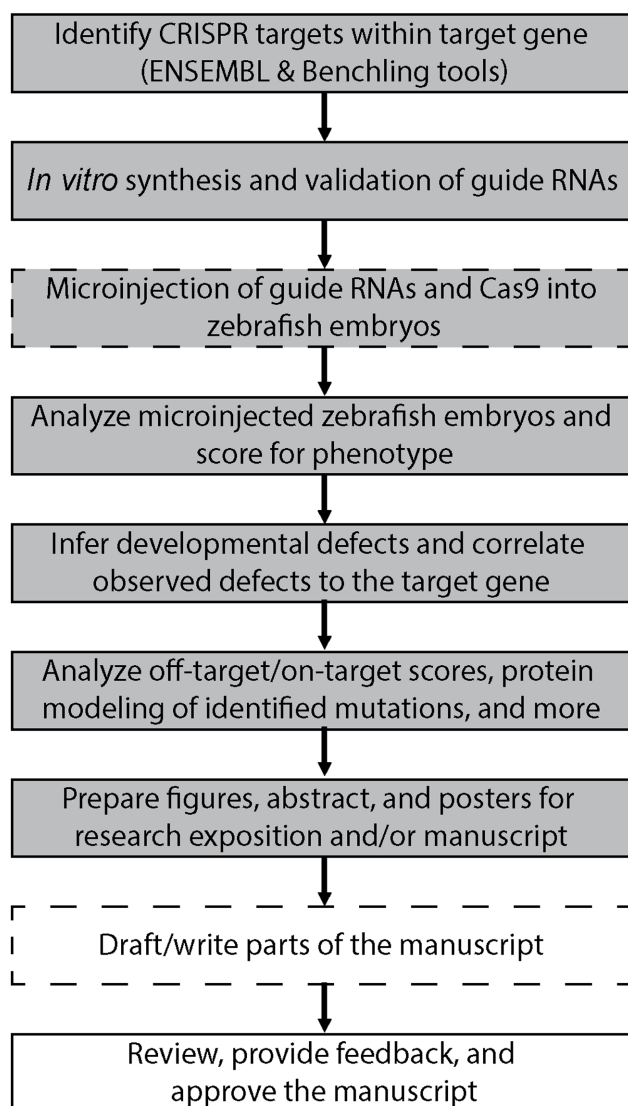 Identify CRISPR targets within target gene
(ENSEMBL & Benchling tools)
In vitro synthesis and validation of guide RNAs
Microinjection of guide RNAs and Cas9 into
zebrafish embryos
Analyze microinjected zebrafish embryos and
score for phenotype
Infer developmental defects and correlate
observed defects to the target gene
Analyze off-target/on-target scores, protein
modeling of identified mutations, and more
Prepare figures, abstract, and posters for
research exposition and/or manuscript
Draft/write parts of the manuscript
Review, provide feedback, and
approve the manuscript